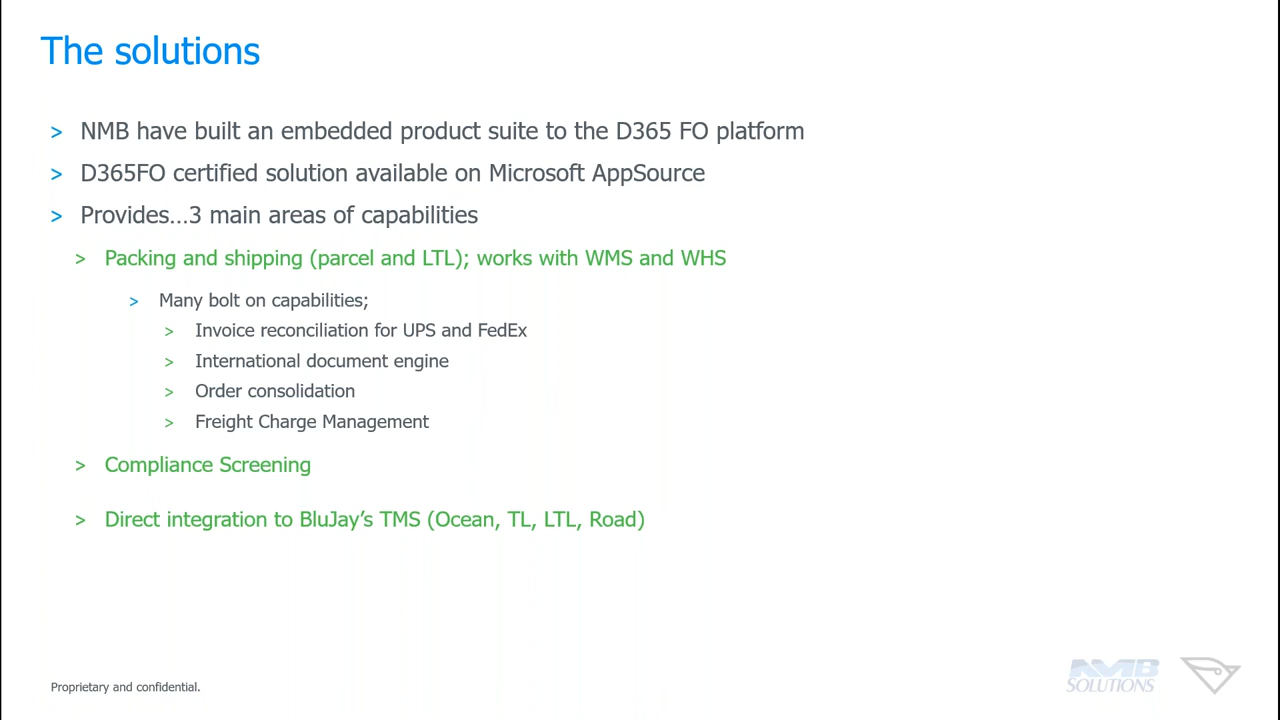 The solutions
> NMB have built an embedded product suite to the D365 FO platform
> D365FO certified solution available on Microsoft AppSource
> Provides…3 main areas of capabilities
> Packing and shipping (parcel and LTL); works with WMS and WHS
> Many bolt on capabilities;
> Invoice reconciliation for UPS and FedEx
> International document engine
> Order consolidation
> Freight Charge Management
> Compliance Screening
> Direct integration to BluJay’s TMS (Ocean, TL, LTL, Road)
Proprietary and confidential.
NMB
SOLUTIONS